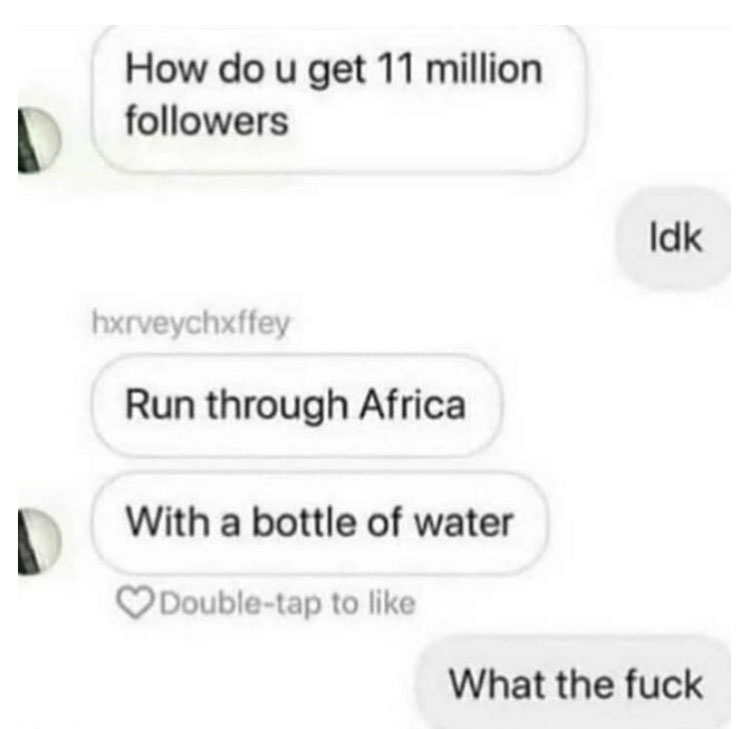 How do u get 11 million
followers
Idk
hxrveychxffey
Run through Africa
With a bottle of water
Double-tap to like
What the fuck